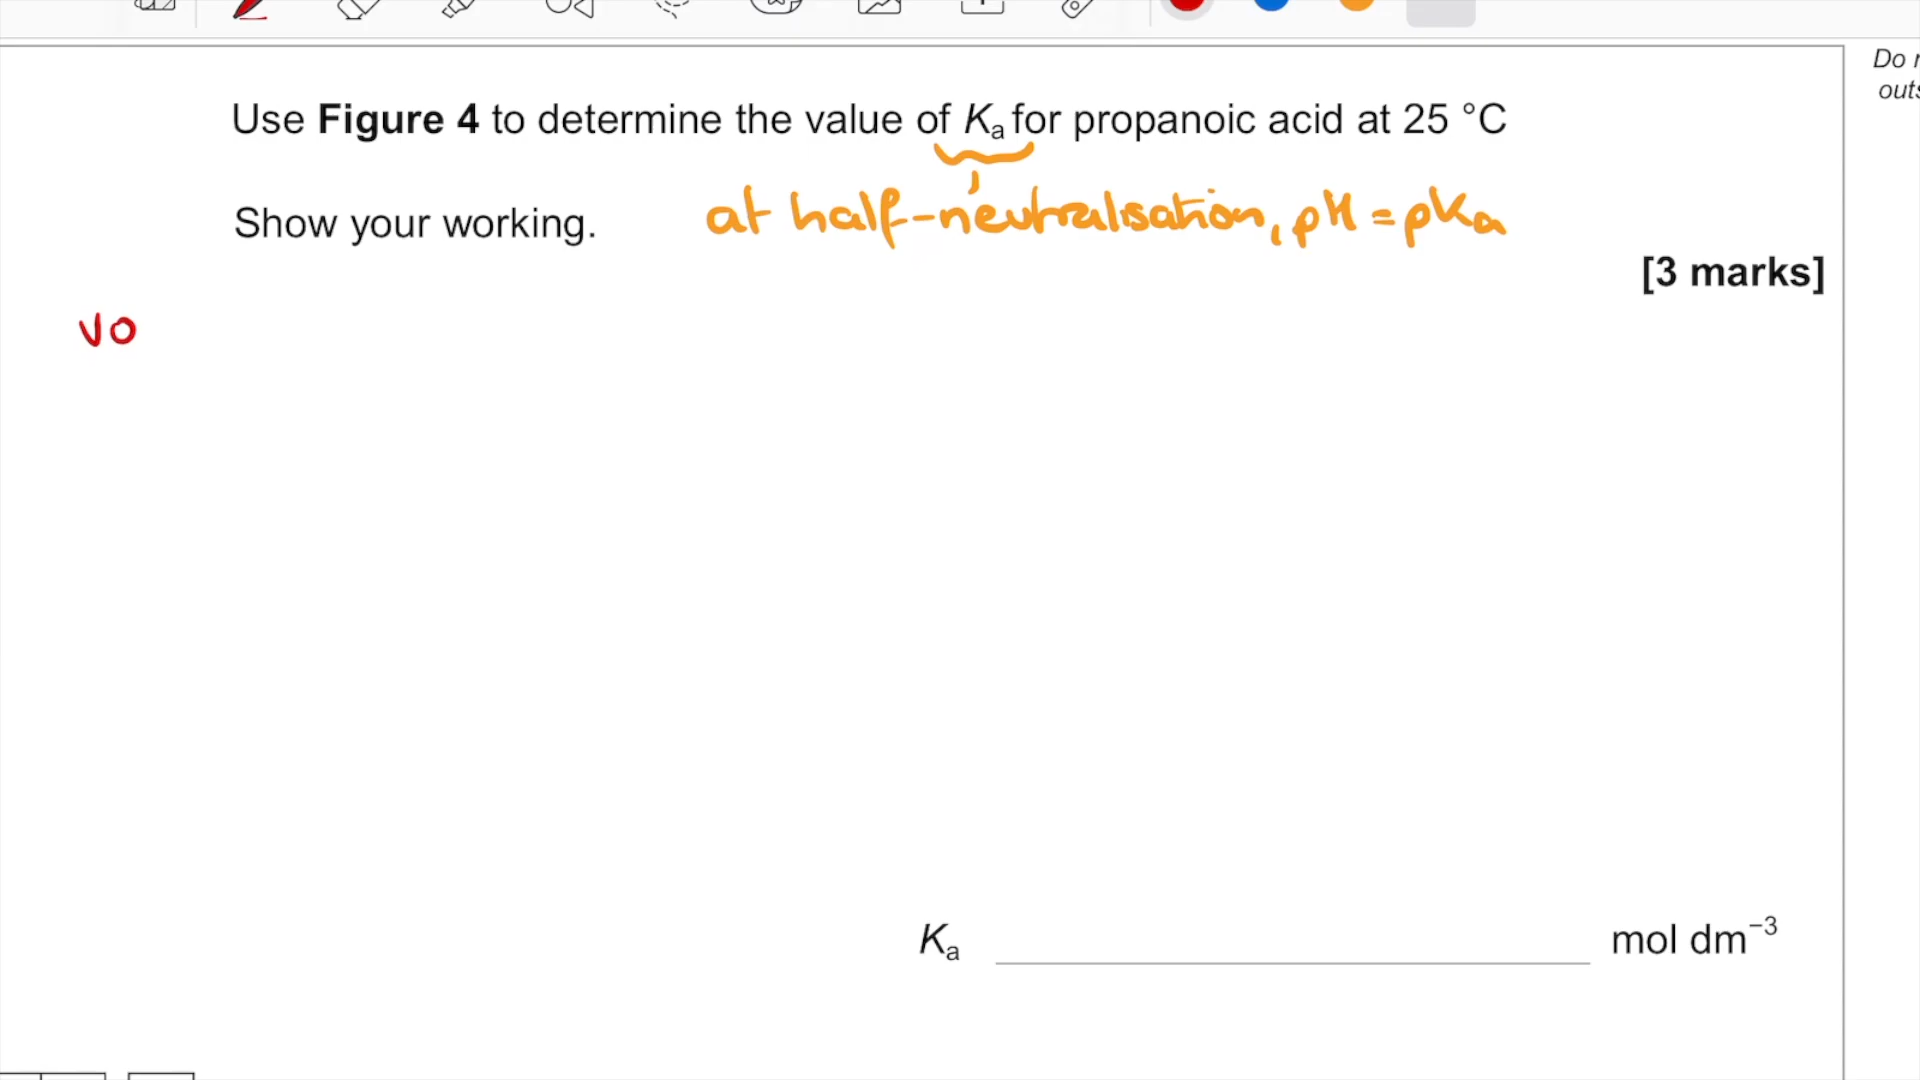 Do
outs
Use Figure 4 to determine the value of Kₐ for propanoic acid at 25 °C
Show your working.
at half-neutralisation, pH = pKa
[3 marks]
vo
Kₐ mol dm⁻³